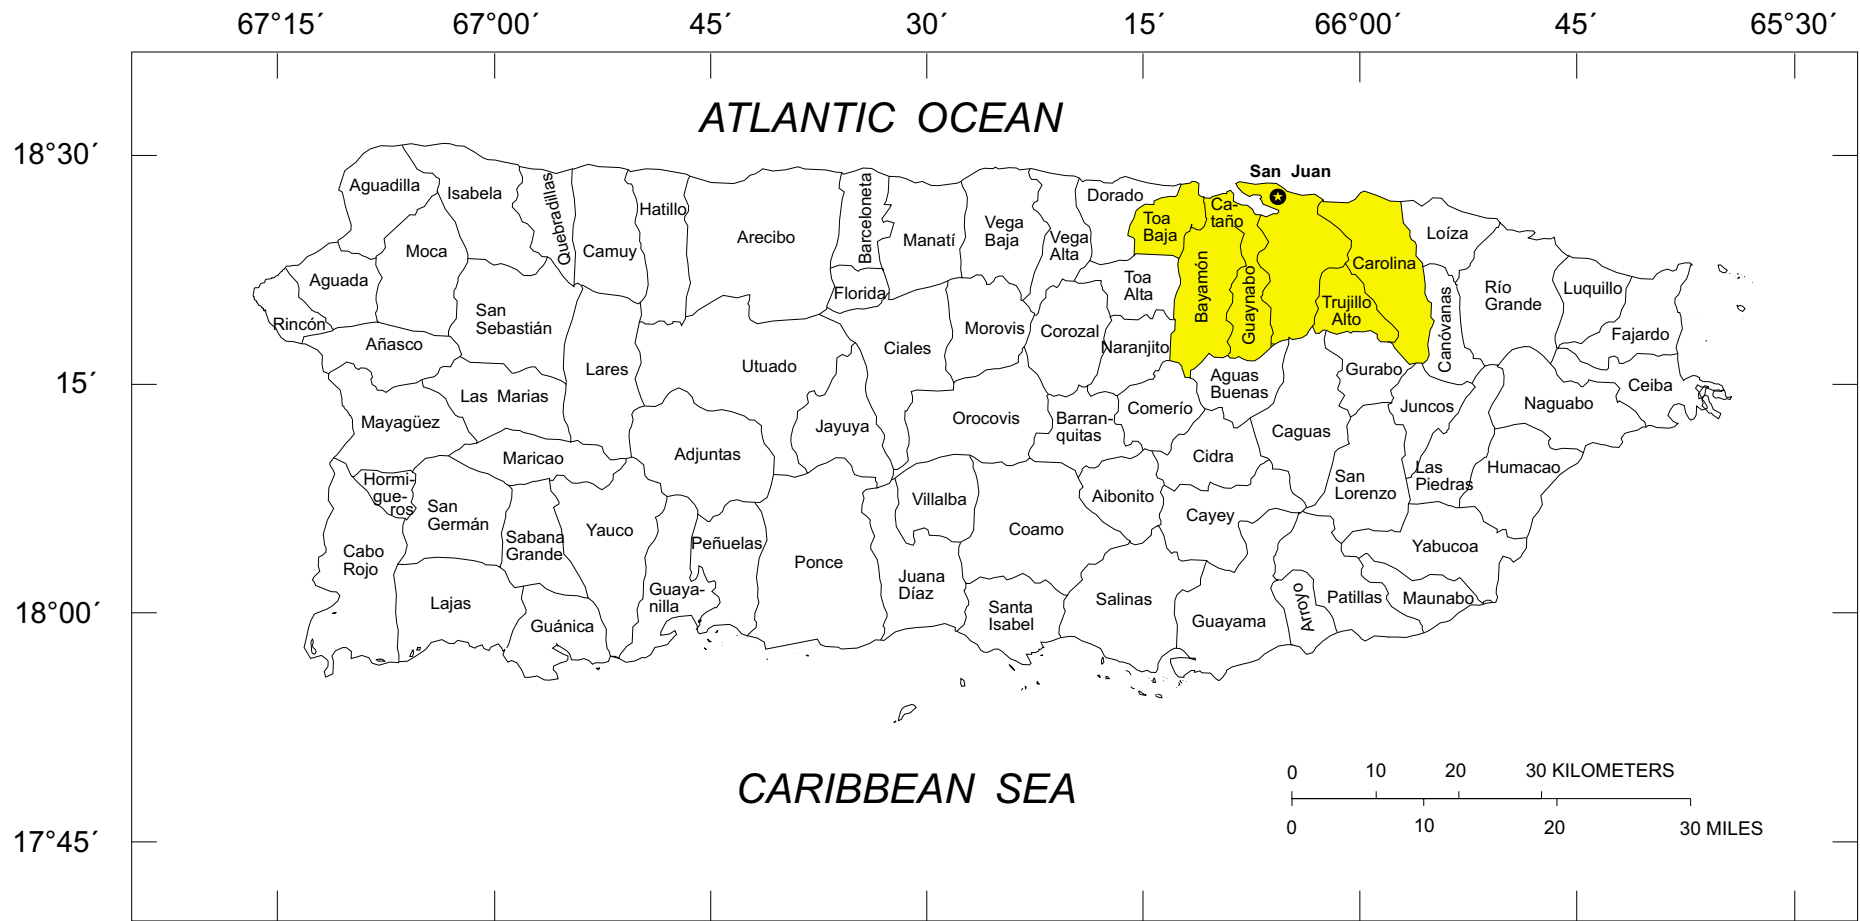 67°15´ 67°00´ 45´ 30´ 15´ 66°00´ 45´ 65°30´
ATLANTIC OCEAN
18°30´
San Juan
Aguadilla
Isabela
Quebradillas
Camuy
Hatillo
Arecibo
Barceloneta
Manatí
Vega
Baja
Vega
Alta
Dorado
Toa
Baja
Ca-
taño
Bayamón
Guaynabo
Carolina
Trujillo
Alto
Loíza
Canóvanas
Río
Grande
Luquillo
Fajardo
Moca
Aguada
Rincón
Añasco
San
Sebastián
Lares
Utuado
Florida
Ciales
Morovis
Corozal
Toa
Alta
Naranjito
Aguas
Buenas
Gurabo
Ceiba
15´
Las Marias
Mayagüez
Maricao
Adjuntas
Jayuya
Orocovis
Barran-
quitas
Comerío
Cidra
Caguas
Juncos
Naguabo
Las
Piedras
Humacao
San
Lorenzo
Hormi-
gue-
ros
San
Germán
Cabo
Rojo
Sabana
Grande
Yauco
Peñuelas
Guaya-
nilla
Ponce
Villalba
Juana
Díaz
Coamo
Aibonito
Cayey
Yabucoa
18°00´
Lajas
Guánica
Santa
Isabel
Salinas
Guayama
Arroyo
Patillas
Maunabo
CARIBBEAN SEA
0 10 20 30 KILOMETERS
0 10 20 30 MILES
17°45´